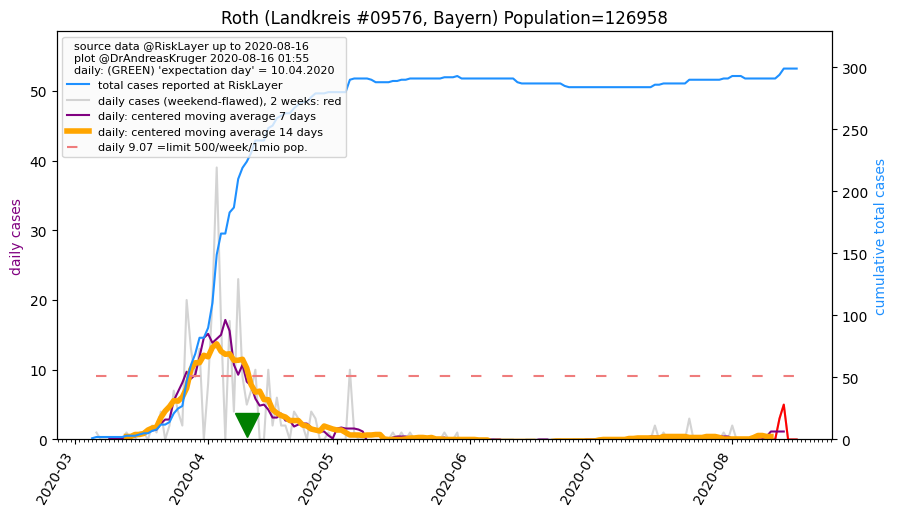 Roth (Landkreis #09576, Bayern) Population=126958
source data @RiskLayer up to 2020-08-16
plot @DrAndreasKruger 2020-08-16 01:55
daily: (GREEN) 'expectation day' = 10.04.2020
total cases reported at RiskLayer
daily cases (weekend-flawed), 2 weeks: red
daily: centered moving average 7 days
daily: centered moving average 14 days
daily 9.07 =limit 500/week/1mio pop.
daily cases
50
40
30
20
10
0
cumulative total cases
300
250
200
150
100
50
0
2020-03
2020-04
2020-05
2020-06
2020-07
2020-08